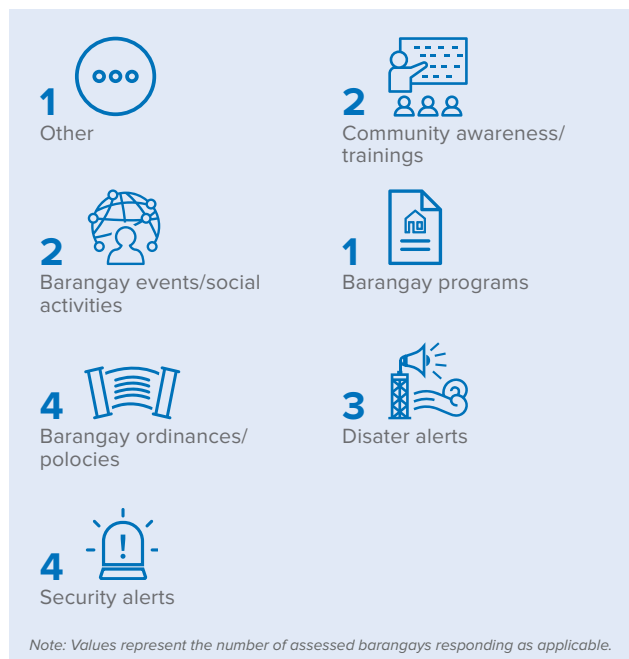 1
Other
2
Community awareness/
trainings
2
Barangay events/social
activities
1
Barangay programs
4
Barangay ordinances/
polocies
3
Disater alerts
!
4
Security alerts
Note: Values represent the number of assessed barangays responding as applicable.